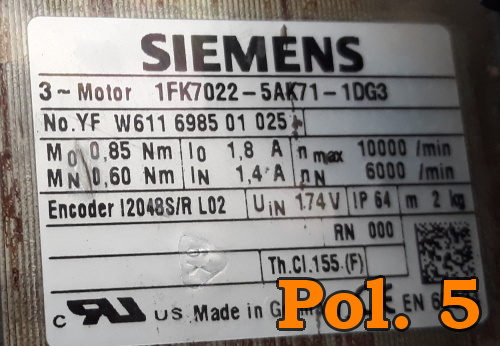 SIEMENS
3~Motor 1FK7022-5AK71-1DG3
No.YF W611 6985 01 025
M0 0,85 Nm I0 1,8 A n max 10000 /min
MN 0,60 Nm IN 1,4 A nN 6000 /min
Encoder I2048S/R L02 UIN 174V IP 64 m 2 kg
RN 000
Th.Cl.155.(F)
c RU US Made in EN
Pol. 5